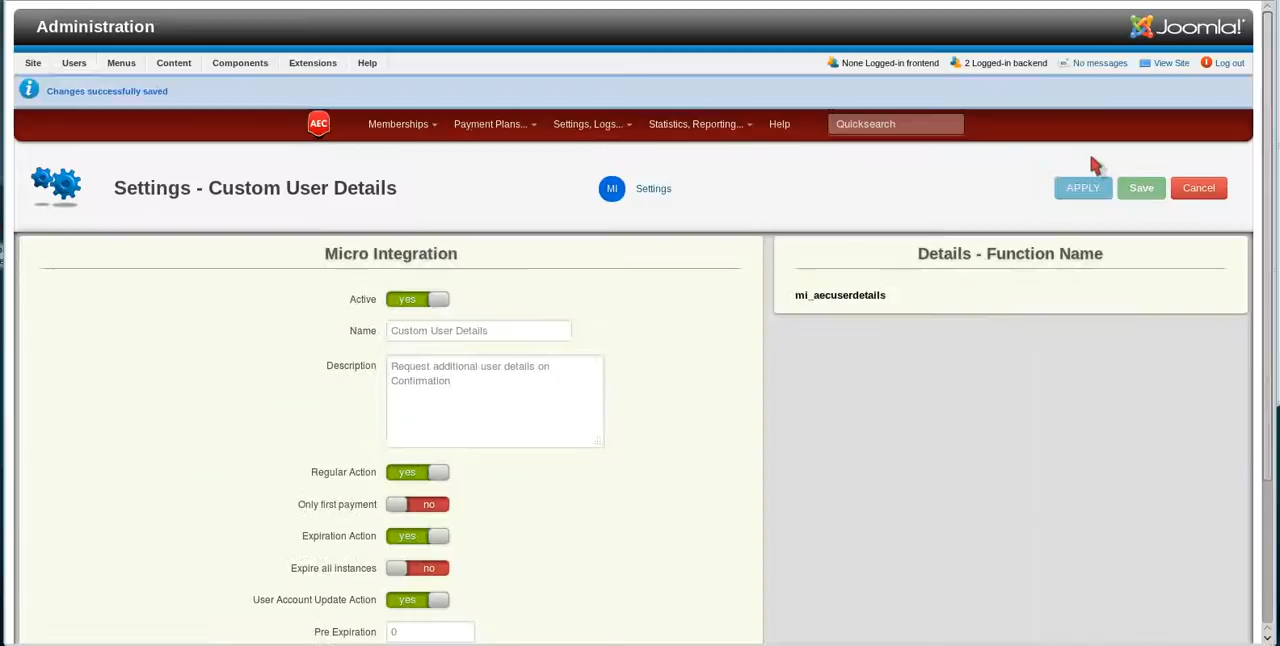 Administration
Joomla!
Site Users Menus Content Components Extensions Help
None Logged-in frontend 2 Logged-in backend No messages View Site Log out
Changes successfully saved
AEC Memberships Payment Plans... Settings, Logs... Statistics, Reporting... Help Quicksearch
Settings - Custom User Details
MI Settings
APPLY Save Cancel
Micro Integration
Details - Function Name
mi_aecuserdetails
Active yes
Name Custom User Details
Description Request additional user details on
Confirmation
Regular Action yes
Only first payment no
Expiration Action yes
Expire all instances no
User Account Update Action yes
Pre Expiration 0